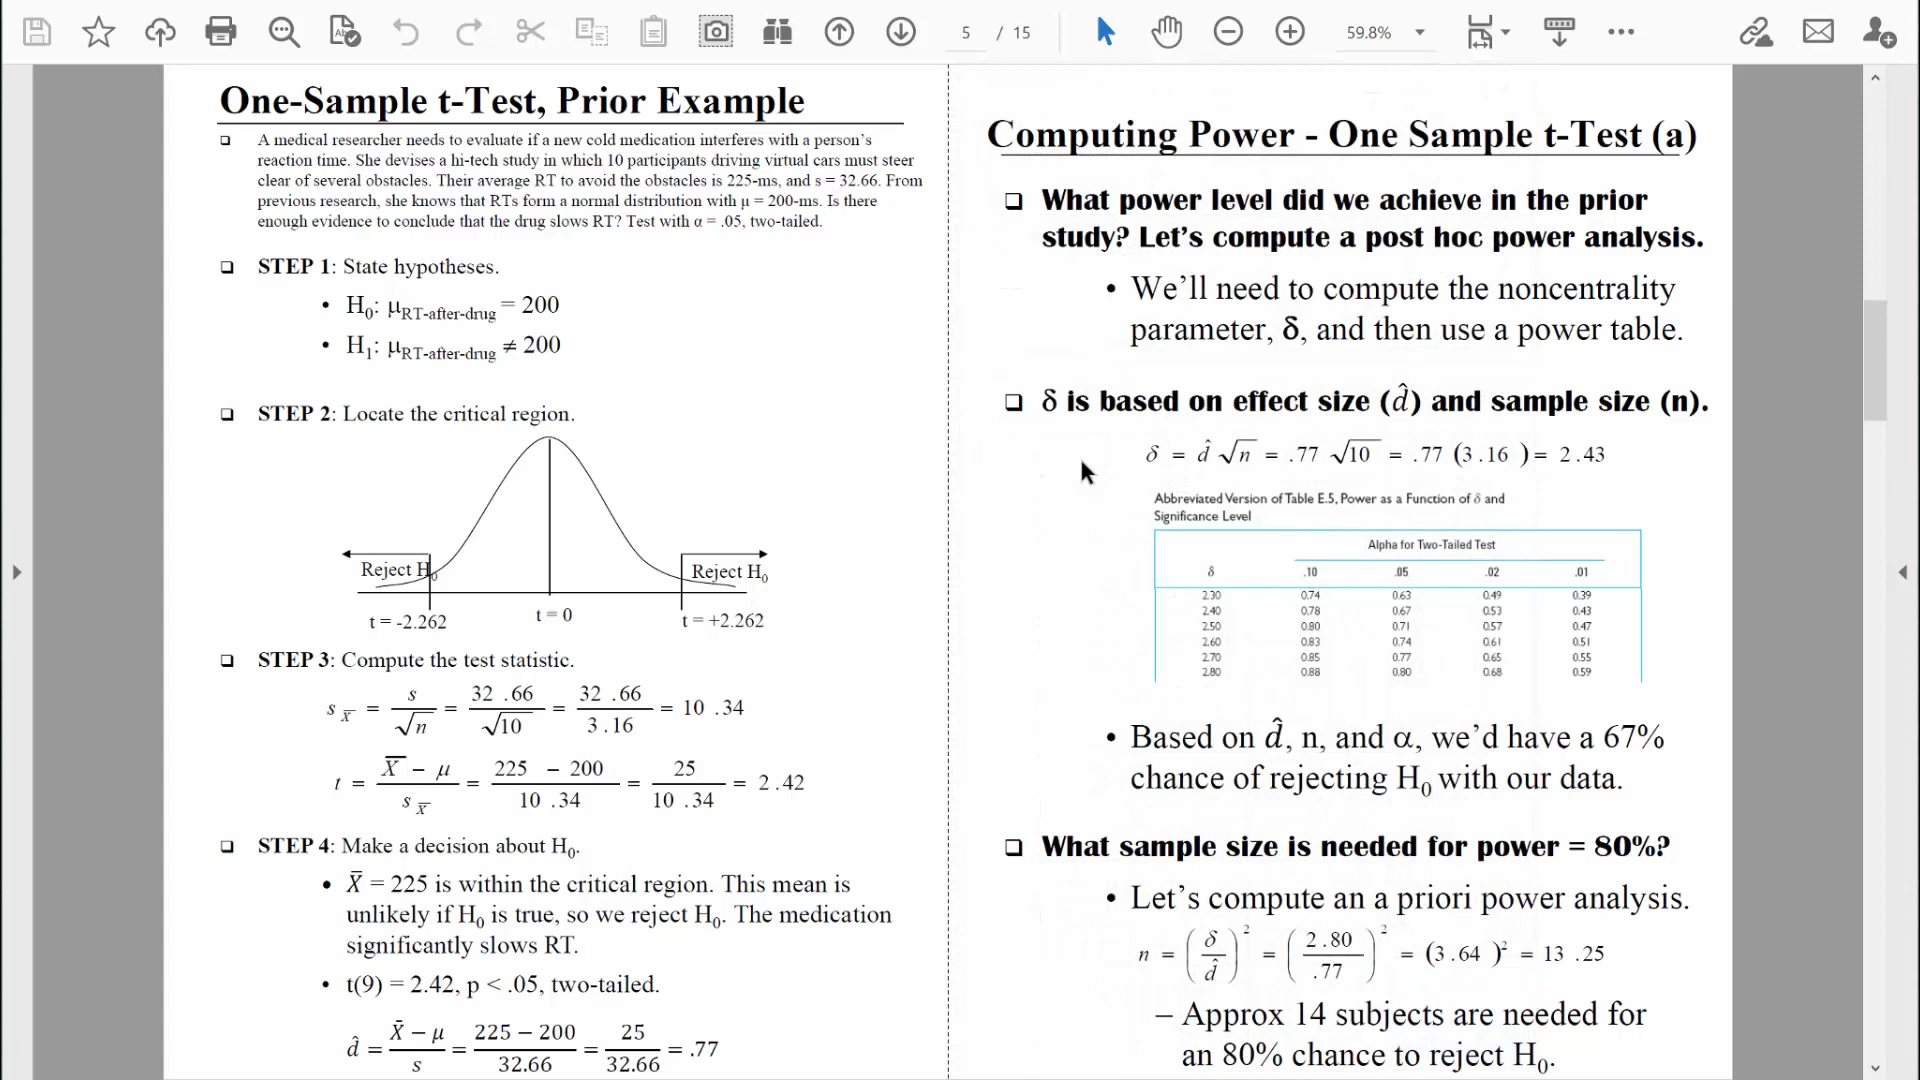 5 / 15
59.8%
One-Sample t-Test, Prior Example
❑ A medical researcher needs to evaluate if a new cold medication interferes with a person's
reaction time. She devises a hi-tech study in which 10 participants driving virtual cars must steer
clear of several obstacles. Their average RT to avoid the obstacles is 225-ms, and s = 32.66. From
previous research, she knows that RTs form a normal distribution with μ = 200-ms. Is there
enough evidence to conclude that the drug slows RT? Test with α = .05, two-tailed.
❑ STEP 1: State hypotheses.
• H₀: μRT-after-drug = 200
• H₁: μRT-after-drug ≠ 200
❑ STEP 2: Locate the critical region.
Reject H₀ Reject H₀
t = -2.262 t = 0 t = +2.262
❑ STEP 3: Compute the test statistic.
s X̄ = s / √n = 32 .66 / √10 = 32 .66 / 3 .16 = 10 .34
t = X̄ − μ / s X̄ = 225 − 200 / 10 .34 = 25 / 10 .34 = 2 .42
❑ STEP 4: Make a decision about H₀.
• X̄ = 225 is within the critical region. This mean is
unlikely if H₀ is true, so we reject H₀. The medication
significantly slows RT.
• t(9) = 2.42, p < .05, two-tailed.
d̂ = X̄ − μ / s = 225 − 200 / 32.66 = 25 / 32.66 = .77
Computing Power - One Sample t-Test (a)
❑ What power level did we achieve in the prior
study? Let's compute a post hoc power analysis.
• We'll need to compute the noncentrality
parameter, δ, and then use a power table.
❑ δ is based on effect size (d̂) and sample size (n).
δ = d̂ √n = .77 √10 = .77 (3 .16 ) = 2 .43
Abbreviated Version of Table E.5, Power as a Function of δ and
Significance Level
Alpha for Two-Tailed Test
δ .10 .05 .02 .01
2.30 0.74 0.63 0.49 0.39
2.40 0.78 0.67 0.53 0.43
2.50 0.80 0.71 0.57 0.47
2.60 0.83 0.74 0.61 0.51
2.70 0.85 0.77 0.65 0.55
2.80 0.88 0.80 0.68 0.59
• Based on d̂, n, and α, we'd have a 67%
chance of rejecting H₀ with our data.
❑ What sample size is needed for power = 80%?
• Let's compute an a priori power analysis.
n = (δ / d̂)² = (2 .80 / .77)² = (3 .64 )² = 13 .25
– Approx 14 subjects are needed for
an 80% chance to reject H₀.